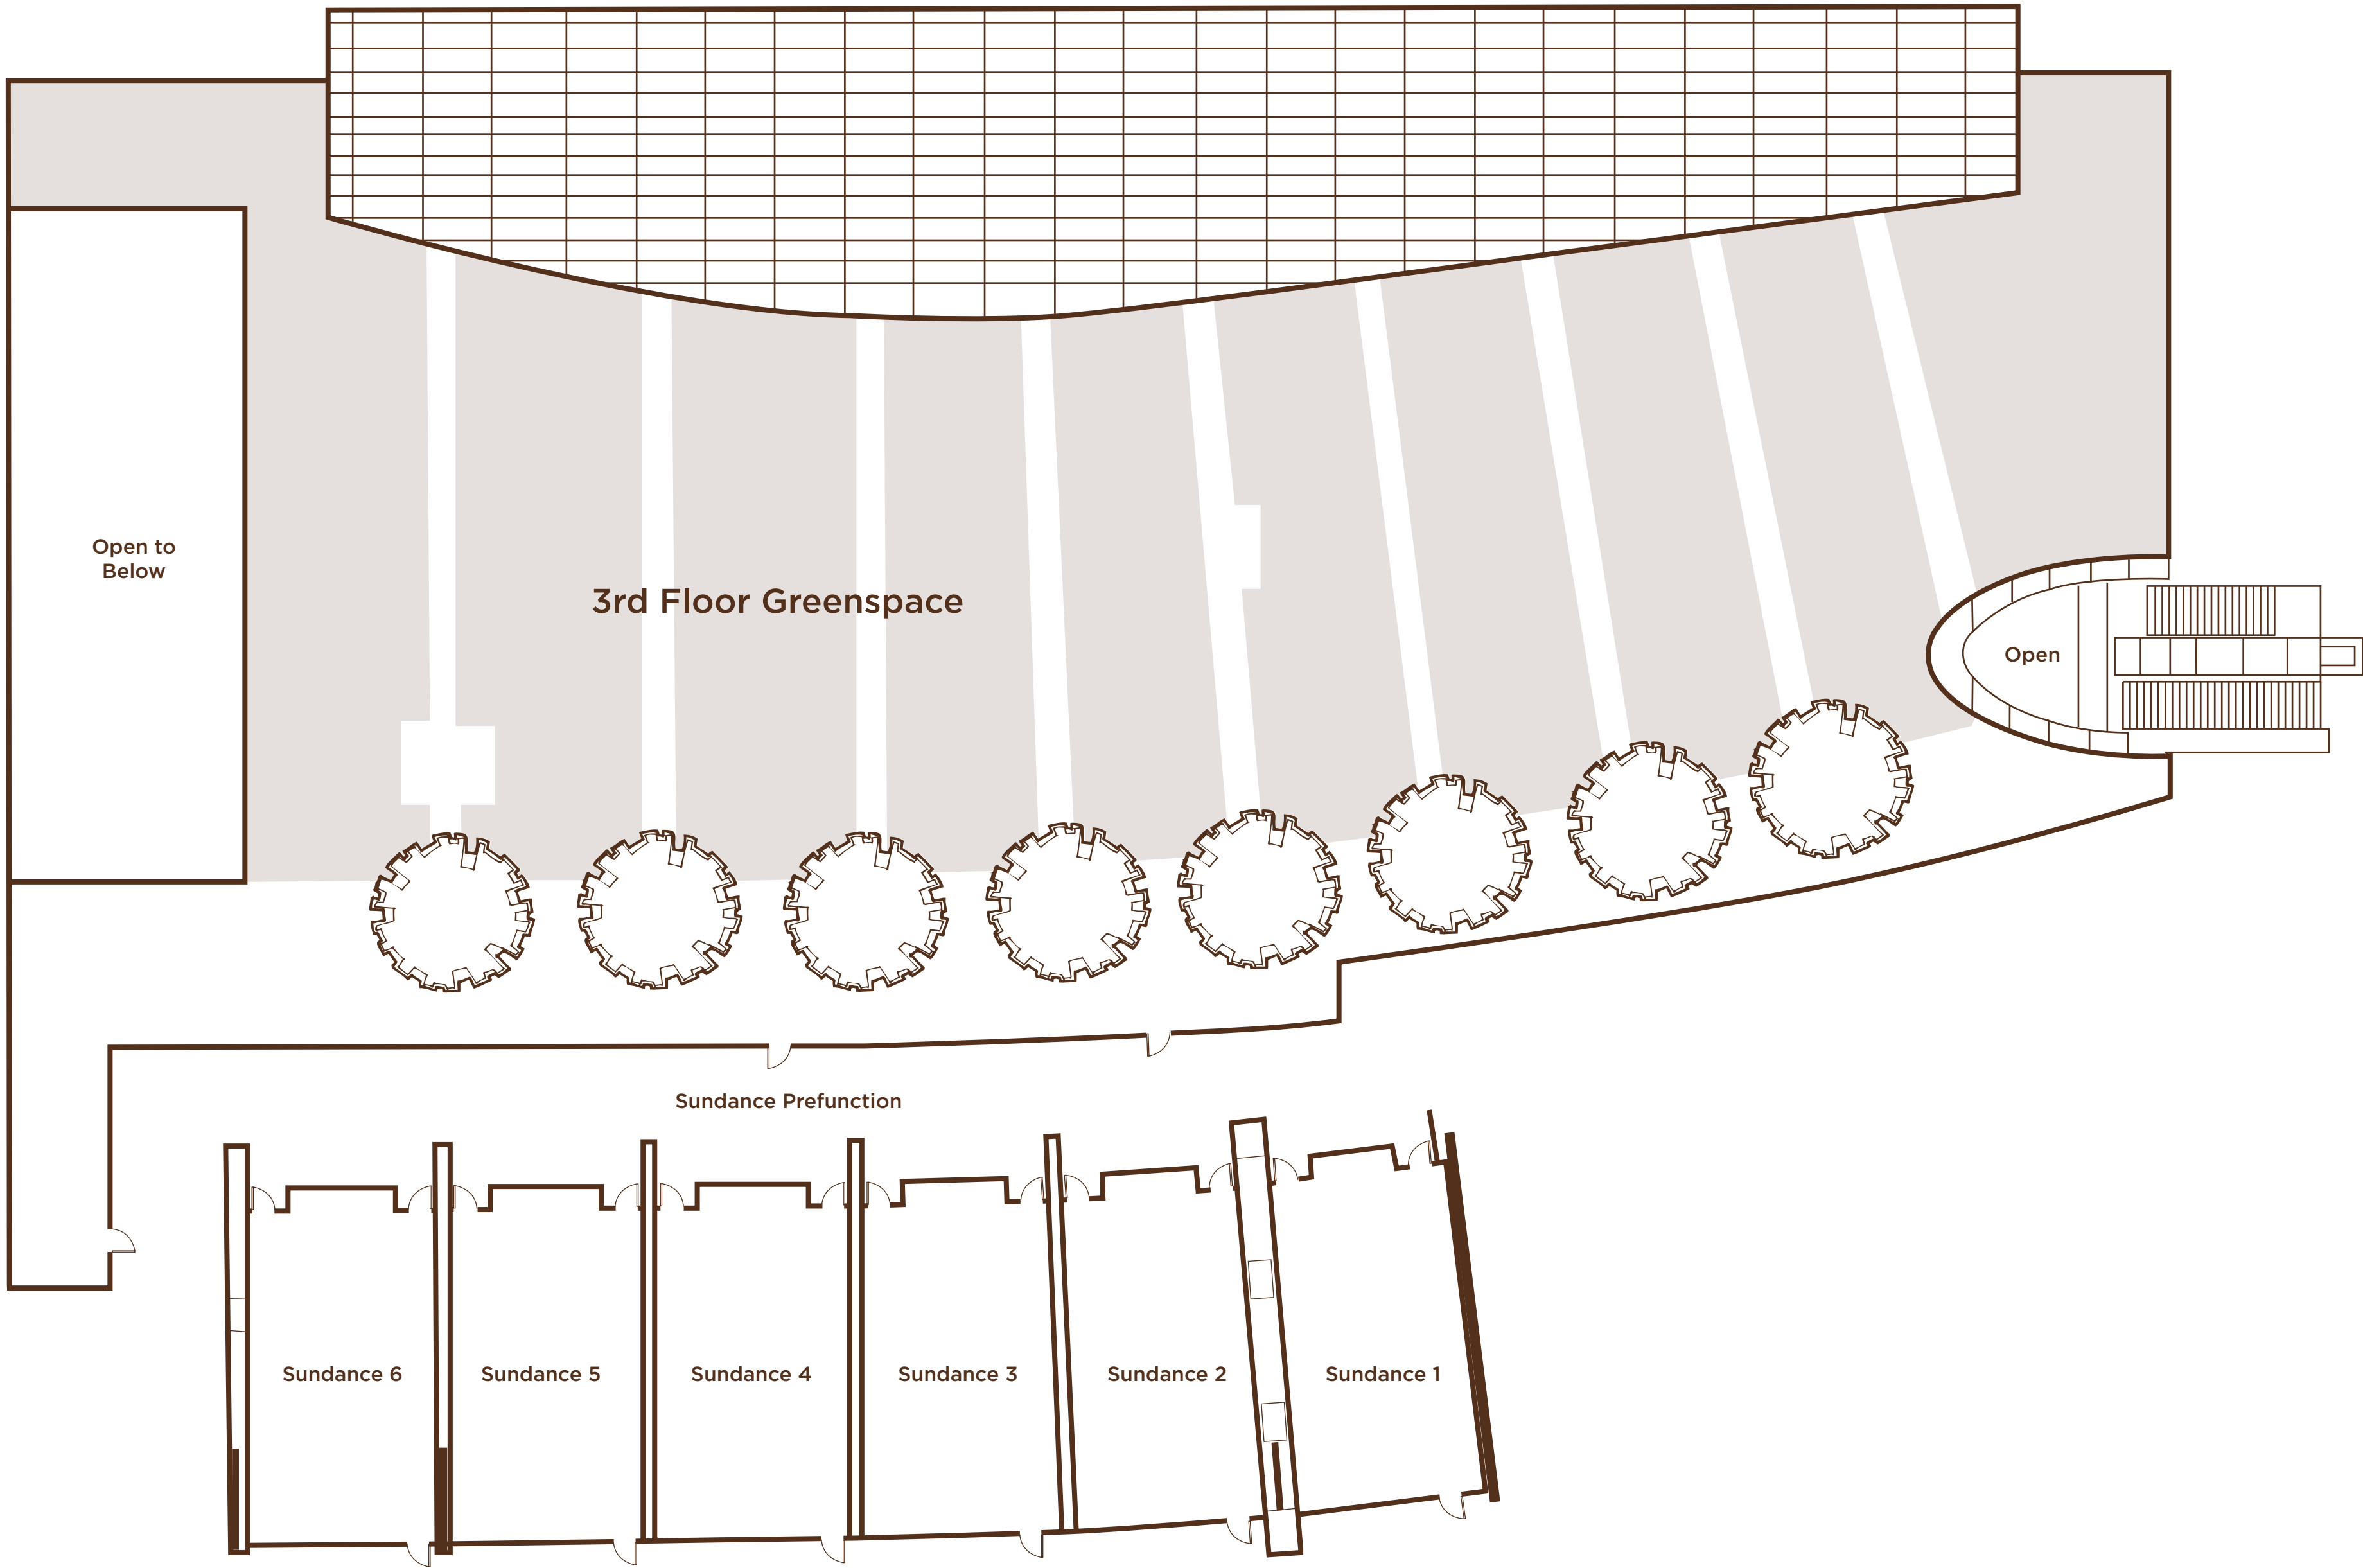 Open to
Below
3rd Floor Greenspace
Open
Sundance Prefunction
Sundance 6
Sundance 5
Sundance 4
Sundance 3
Sundance 2
Sundance 1